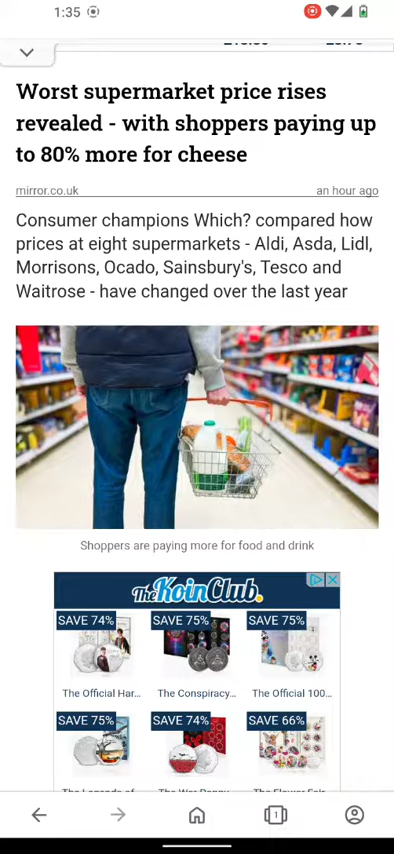 1:35
Worst supermarket price rises
revealed - with shoppers paying up
to 80% more for cheese
mirror.co.uk
an hour ago
Consumer champions Which? compared how
prices at eight supermarkets - Aldi, Asda, Lidl,
Morrisons, Ocado, Sainsbury's, Tesco and
Waitrose - have changed over the last year
Shoppers are paying more for food and drink
The Koin Club.
SAVE 74% SAVE 75% SAVE 75%
The Official Har... The Conspiracy... The Official 100...
SAVE 75% SAVE 74% SAVE 66%
1